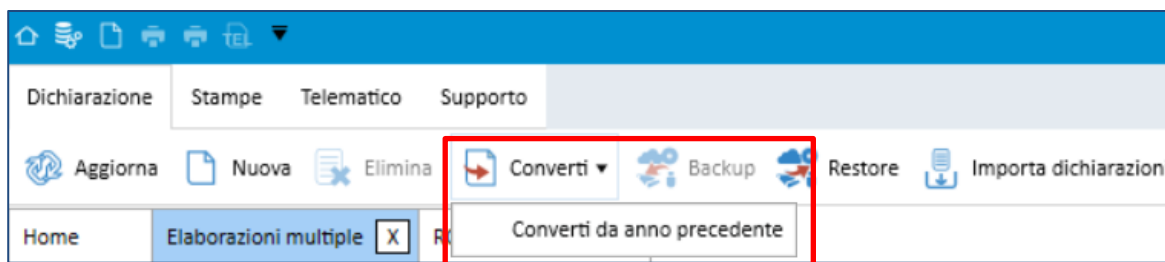 TEL
Dichiarazione Stampe Telematico Supporto
Aggiorna Nuova Elimina Converti Backup Restore Importa dichiarazion
Home Elaborazioni multiple X R
Converti da anno precedente